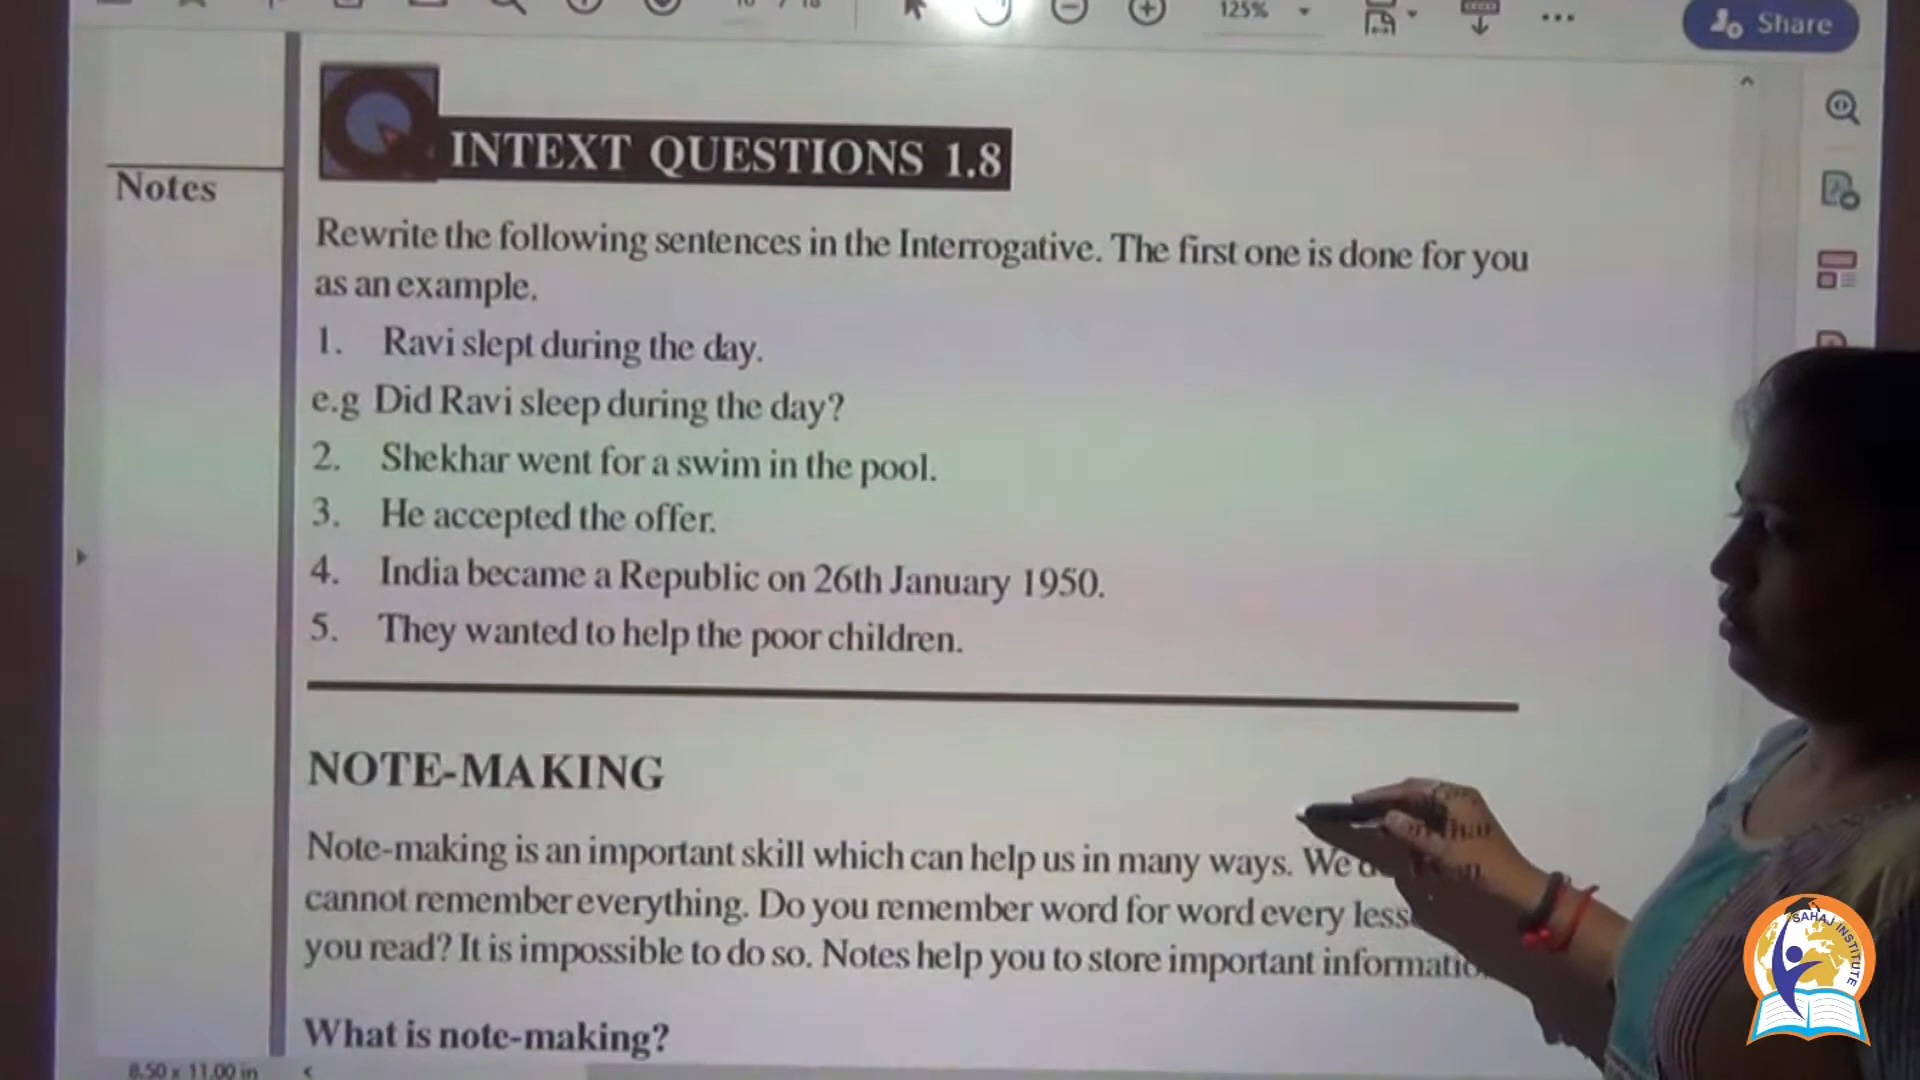 125%
Share
INTEXT QUESTIONS 1.8
Notes
Rewrite the following sentences in the Interrogative. The first one is done for you
as an example.
1. Ravi slept during the day.
e.g Did Ravi sleep during the day?
2. Shekhar went for a swim in the pool.
3. He accepted the offer.
4. India became a Republic on 26th January 1950.
5. They wanted to help the poor children.
NOTE-MAKING
Note-making is an important skill which can help us in many ways. We
cannot remember everything. Do you remember word for word every
you read? It is impossible to do so. Notes help you to store important
What is note-making?
8.50 x 11.00 in
SAHAJ INSTITUTE